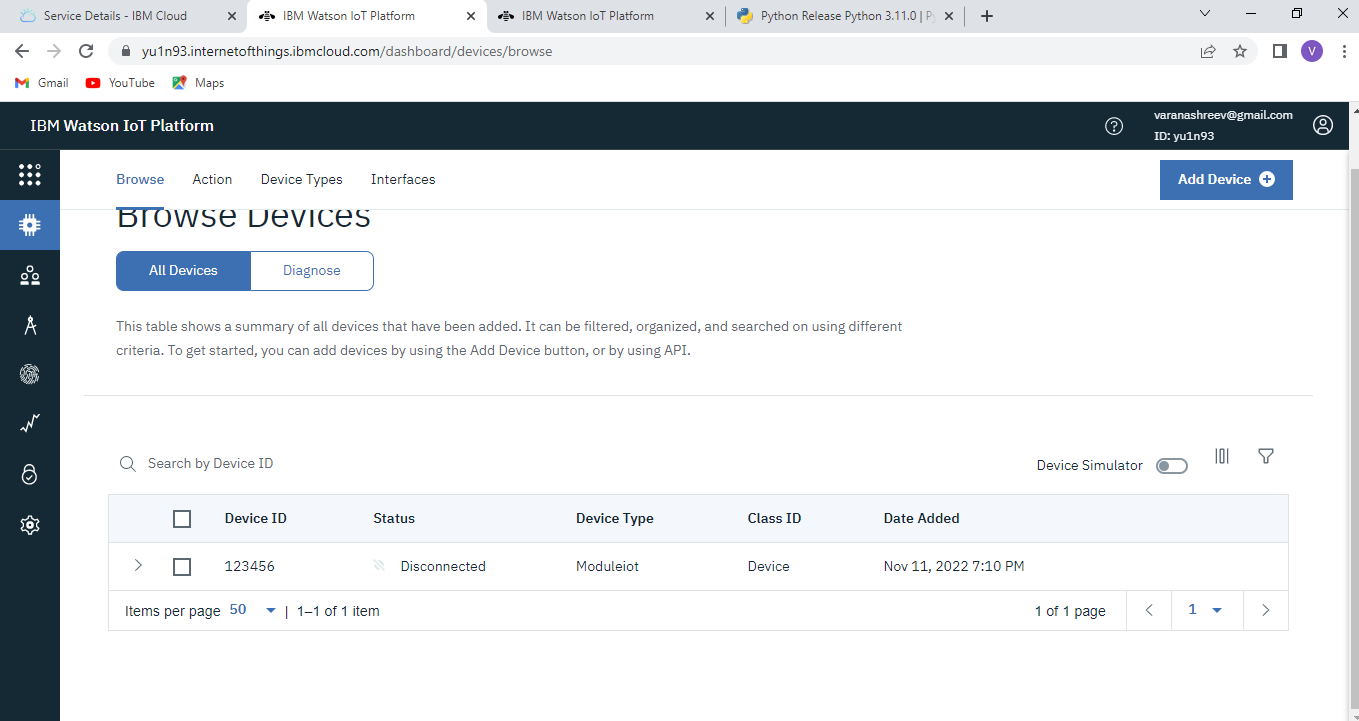 Service Details - IBM Cloud
IBM Watson IoT Platform
IBM Watson IoT Platform
Python Release Python 3.11.0 | Py
yu1n93.internetofthings.ibmcloud.com/dashboard/devices/browse
V
Gmail YouTube Maps
IBM Watson IoT Platform
varanashreev@gmail.com
ID: yu1n93
Browse Action Device Types Interfaces
Add Device
Browse Devices
All Devices Diagnose
This table shows a summary of all devices that have been added. It can be filtered, organized, and searched on using different
criteria. To get started, you can add devices by using the Add Device button, or by using API.
Search by Device ID
Device Simulator
Device ID Status Device Type Class ID Date Added
123456 Disconnected Moduleiot Device Nov 11, 2022 7:10 PM
Items per page 50 | 1–1 of 1 item 1 of 1 page 1